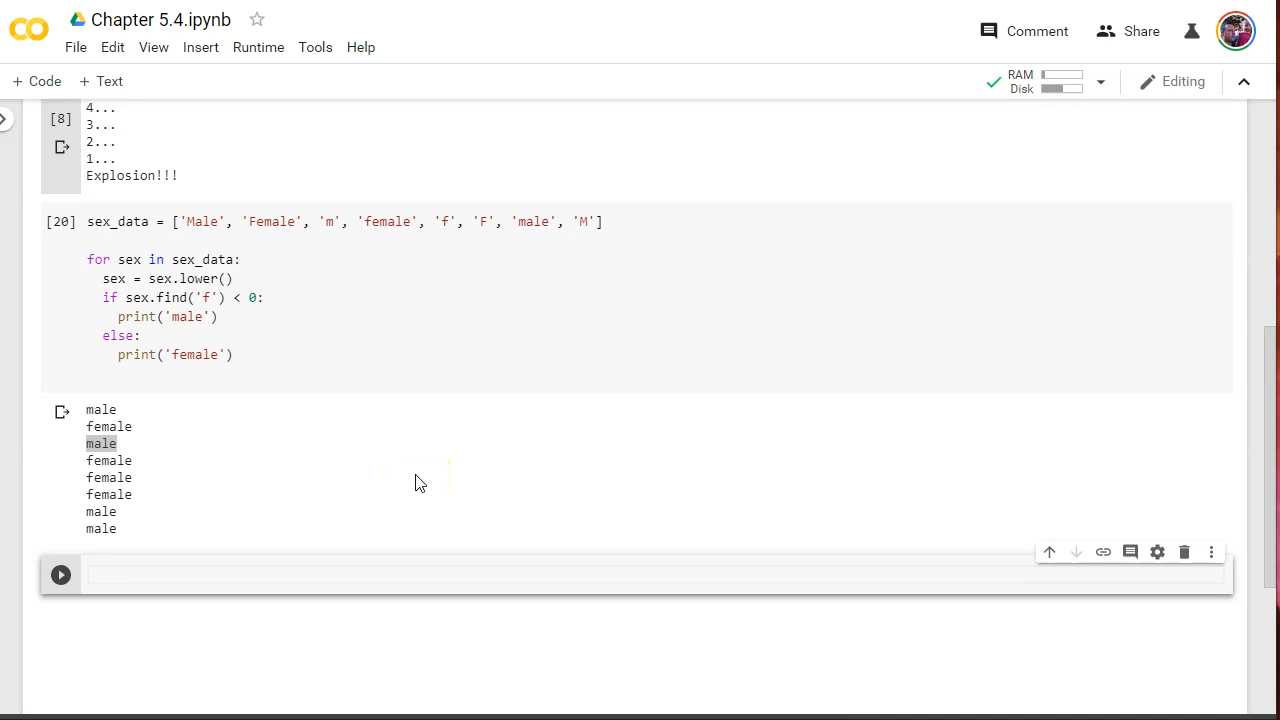 Chapter 5.4.ipynb
Comment
Share
File Edit View Insert Runtime Tools Help
+ Code + Text
RAM
Disk
Editing
4...
[8]
3...
2...
1...
Explosion!!!
[20] sex_data = ['Male', 'Female', 'm', 'female', 'f', 'F', 'male', 'M']
for sex in sex_data:
  sex = sex.lower()
  if sex.find('f') < 0:
    print('male')
  else:
    print('female')
male
female
male
female
female
female
male
male